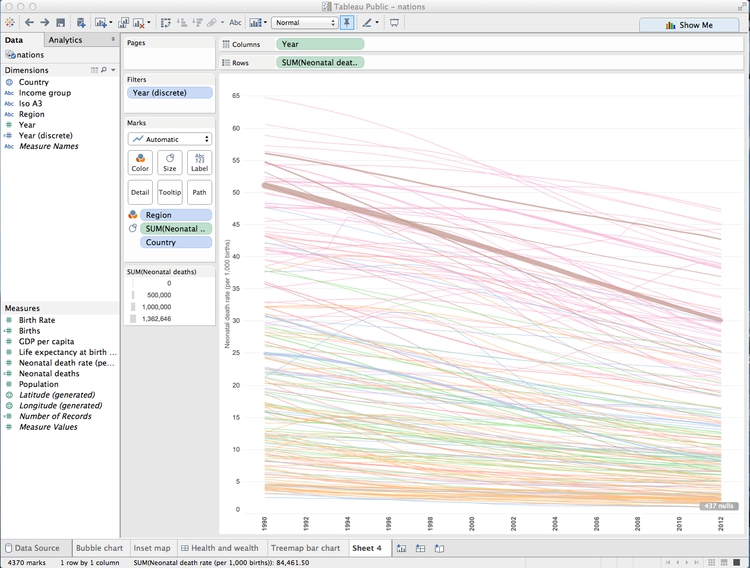 Tableau Public - nations
Abc
Normal
Show Me
Data
Analytics
nations
Dimensions
Country
Abc Income group
Abc Iso A3
Abc Region
Year
Year (discrete)
Abc Measure Names
Measures
Birth Rate
Births
GDP per capita
Life expectancy at birth ...
Neonatal death rate (pe...
Neonatal deaths
Population
Latitude (generated)
Longitude (generated)
Number of Records
Measure Values
Pages
Filters
Year (discrete)
Marks
Automatic
Abc
123
Color
Size
Label
Detail
Tooltip
Path
Region
SUM(Neonatal ..
Country
SUM(Neonatal deaths)
0
500,000
1,000,000
1,362,646
Columns
Year
Rows
SUM(Neonatal deat..
Neonatal death rate (per 1,000 births)
65
60
55
50
45
40
35
30
25
20
15
10
5
0
437 nulls
1990
1992
1994
1996
1998
2000
2002
2004
2006
2008
2010
2012
Data Source
Bubble chart
Inset map
Health and wealth
Treemap bar chart
Sheet 4
4370 marks
1 row by 1 column
SUM(Neonatal death rate (per 1,000 births)): 84,461.50